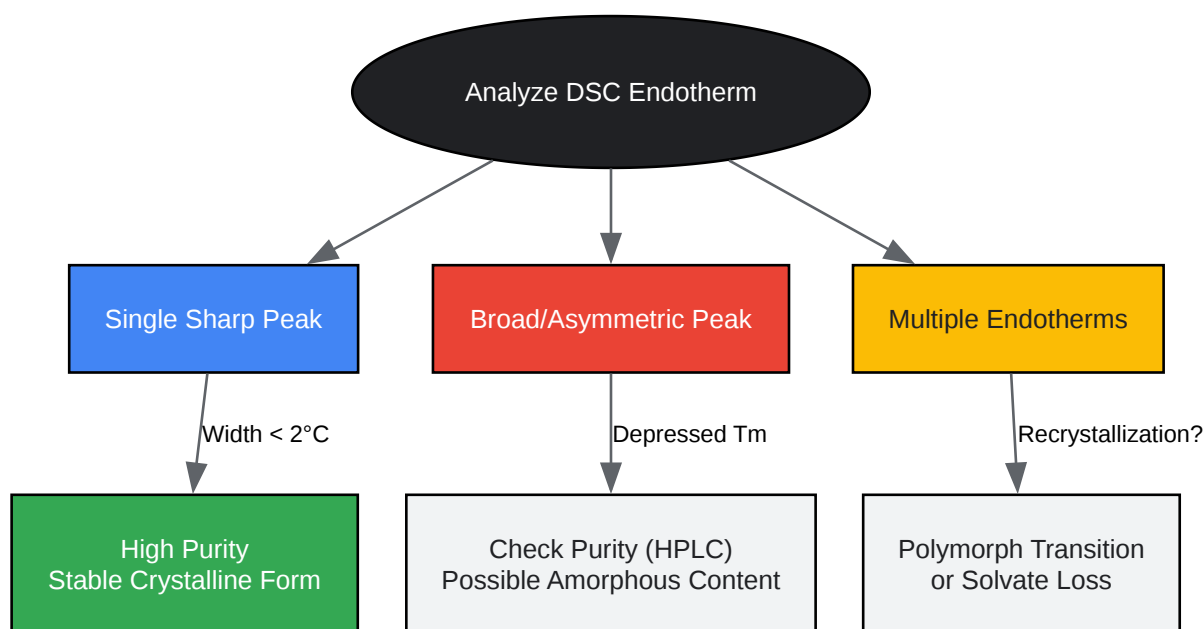 Analyze DSC Endotherm
Single Sharp Peak
Broad/Asymmetric Peak
Multiple Endotherms
Width < 2°C
Depressed Tm
Recrystallization?
High Purity
Stable Crystalline Form
Check Purity (HPLC)
Possible Amorphous Content
Polymorph Transition
or Solvate Loss